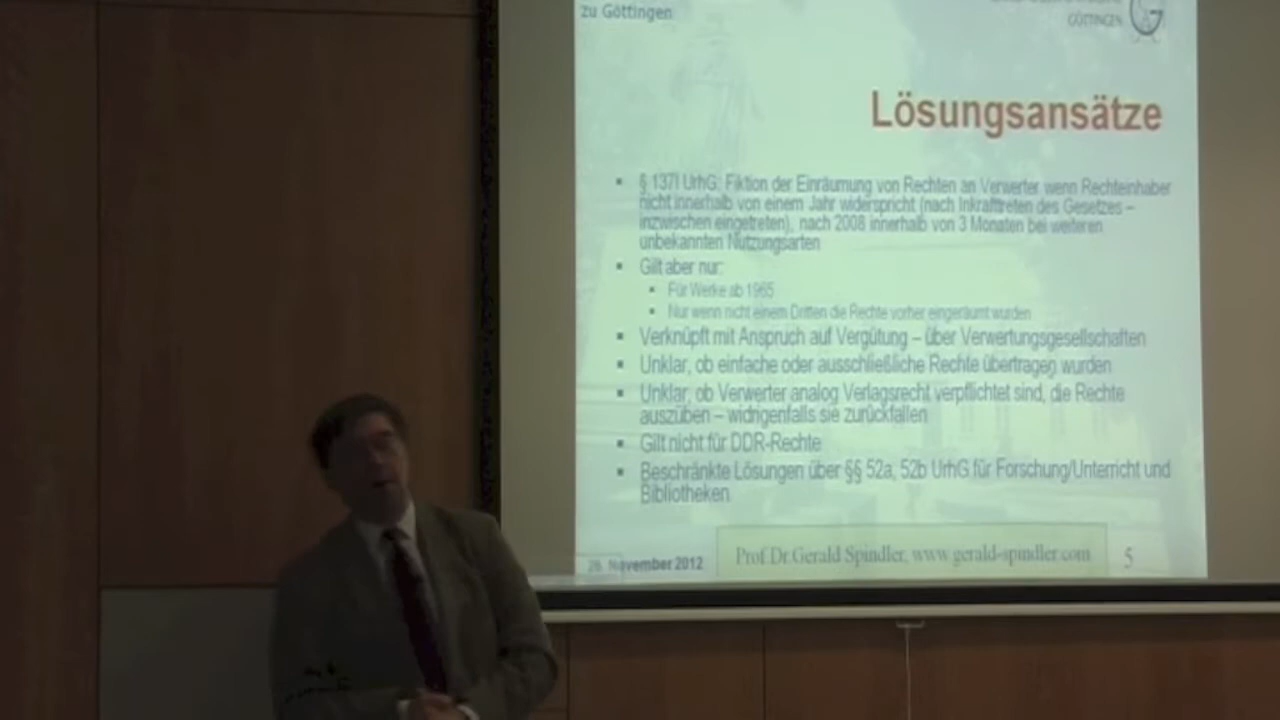 zu Göttingen
GÖTTINGEN
Lösungsansätze
▪ § 137l UrhG: Fiktion der Einräumung von Rechten an Verwerter wenn Rechteinhaber
nicht innerhalb von einem Jahr widerspricht (nach Inkrafttreten des Gesetzes –
inzwischen eingetreten), nach 2008 innerhalb von 3 Monaten bei weiteren
unbekannten Nutzungsarten
▪ Gilt aber nur:
▪ Für Werke ab 1965
▪ Nur wenn nicht einem Dritten die Rechte vorher eingeräumt wurden
▪ Verknüpft mit Anspruch auf Vergütung – über Verwertungsgesellschaften
▪ Unklar, ob einfache oder ausschließliche Rechte übertragen wurden
▪ Unklar, ob Verwerter analog Verlagsrecht verpflichtet sind, die Rechte
auszüben – widrigenfalls sie zurückfallen
▪ Gilt nicht für DDR-Rechte
▪ Beschränkte Lösungen über §§ 52a, 52b UrhG für Forschung/Unterricht und
Bibliotheken
26. November 2012
Prof.Dr.Gerald Spindler, www.gerald-spindler.com
5